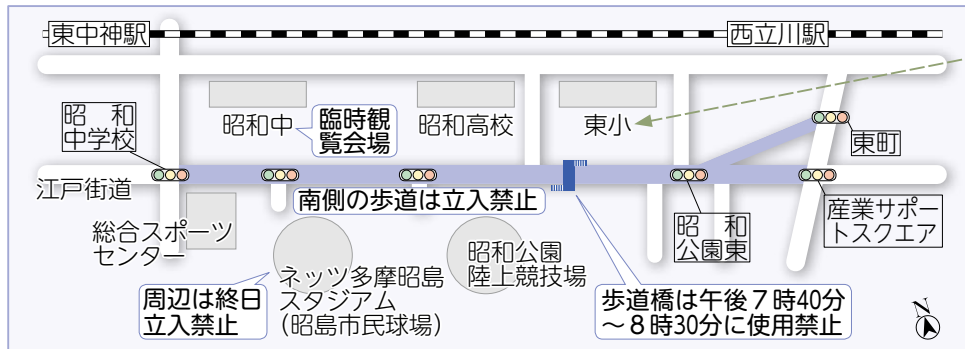 東中神駅
西立川駅
昭和
中学校
昭和中
臨時観
覧会場
昭和高校
東小
東町
江戸街道
南側の歩道は立入禁止
総合スポーツ
センター
昭和公園
陸上競技場
昭和
公園東
産業サポー
トスクエア
周辺は終日
立入禁止
ネッツ多摩昭島
スタジアム
(昭島市民球場)
歩道橋は午後7時40分
~8時30分に使用禁止
N